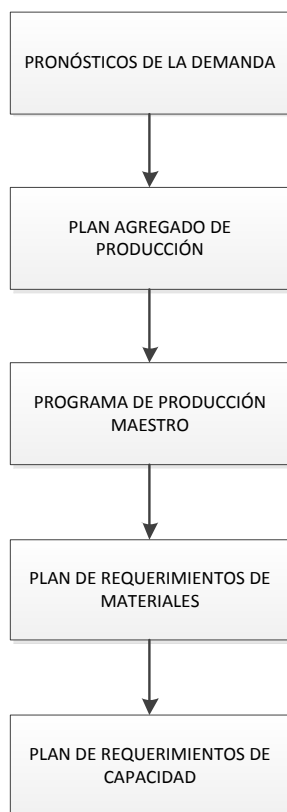 PRONÓSTICOS DE LA DEMANDA
PLAN AGREGADO DE
PRODUCCIÓN
PROGRAMA DE PRODUCCIÓN
MAESTRO
PLAN DE REQUERIMIENTOS DE
MATERIALES
PLAN DE REQUERIMIENTOS DE
CAPACIDAD